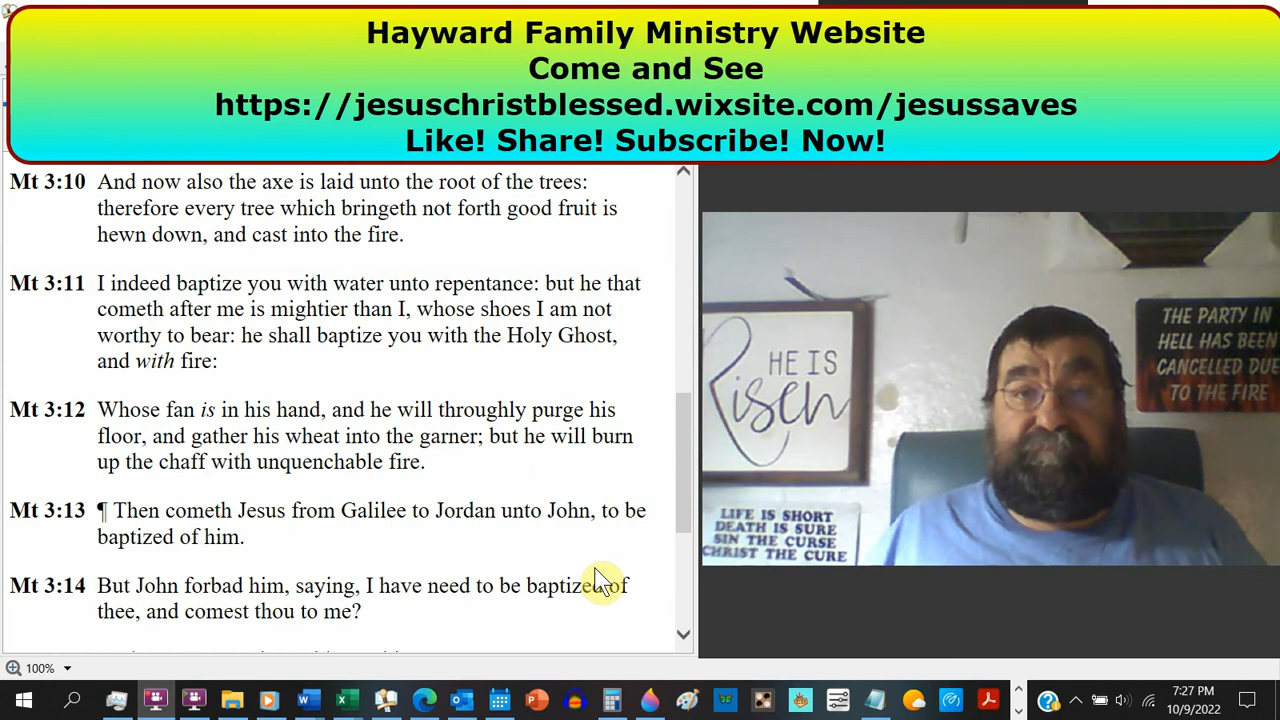 Hayward Family Ministry Website
Come and See
https://jesuschristblessed.wixsite.com/jesussaves
Like! Share! Subscribe! Now!
Mt 3:10 And now also the axe is laid unto the root of the trees:
therefore every tree which bringeth not forth good fruit is
hewn down, and cast into the fire.
Mt 3:11 I indeed baptize you with water unto repentance: but he that
cometh after me is mightier than I, whose shoes I am not
worthy to bear: he shall baptize you with the Holy Ghost,
and with fire:
Mt 3:12 Whose fan is in his hand, and he will throughly purge his
floor, and gather his wheat into the garner; but he will burn
up the chaff with unquenchable fire.
Mt 3:13 ¶ Then cometh Jesus from Galilee to Jordan unto John, to be
baptized of him.
Mt 3:14 But John forbad him, saying, I have need to be baptized of
thee, and comest thou to me?
HE IS
Risen
THE PARTY IN
HELL HAS BEEN
CANCELLED DUE
TO THE FIRE
LIFE IS SHORT
DEATH IS SURE
SIN THE CURSE
CHRIST THE CURE
100%
7:27 PM
10/9/2022